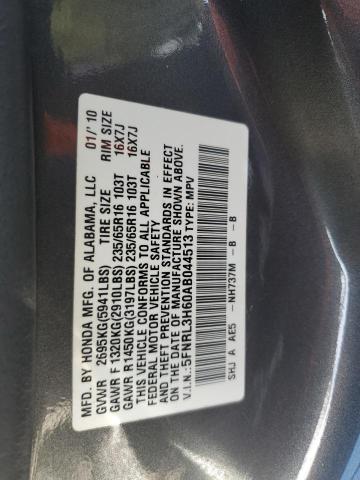 MFD. BY HONDA MFG. OF ALABAMA, LLC 01/'10
GVWR 2695KG(5941LBS) TIRE SIZE RIM SIZE
GAWR F 1320KG(2910LBS) 235/65R16 103T 16X7J
GAWR R 1450KG(3197LBS) 235/65R16 103T 16X7J
THIS VEHICLE CONFORMS TO ALL APPLICABLE
FEDERAL MOTOR VEHICLE SAFETY
AND THEFT PREVENTION STANDARDS IN EFFECT
ON THE DATE OF MANUFACTURE SHOWN ABOVE.
V.I.N.: 5FNRL3H60AB044513 TYPE: MPV
SHJ A AE5 -NH737M -B -B